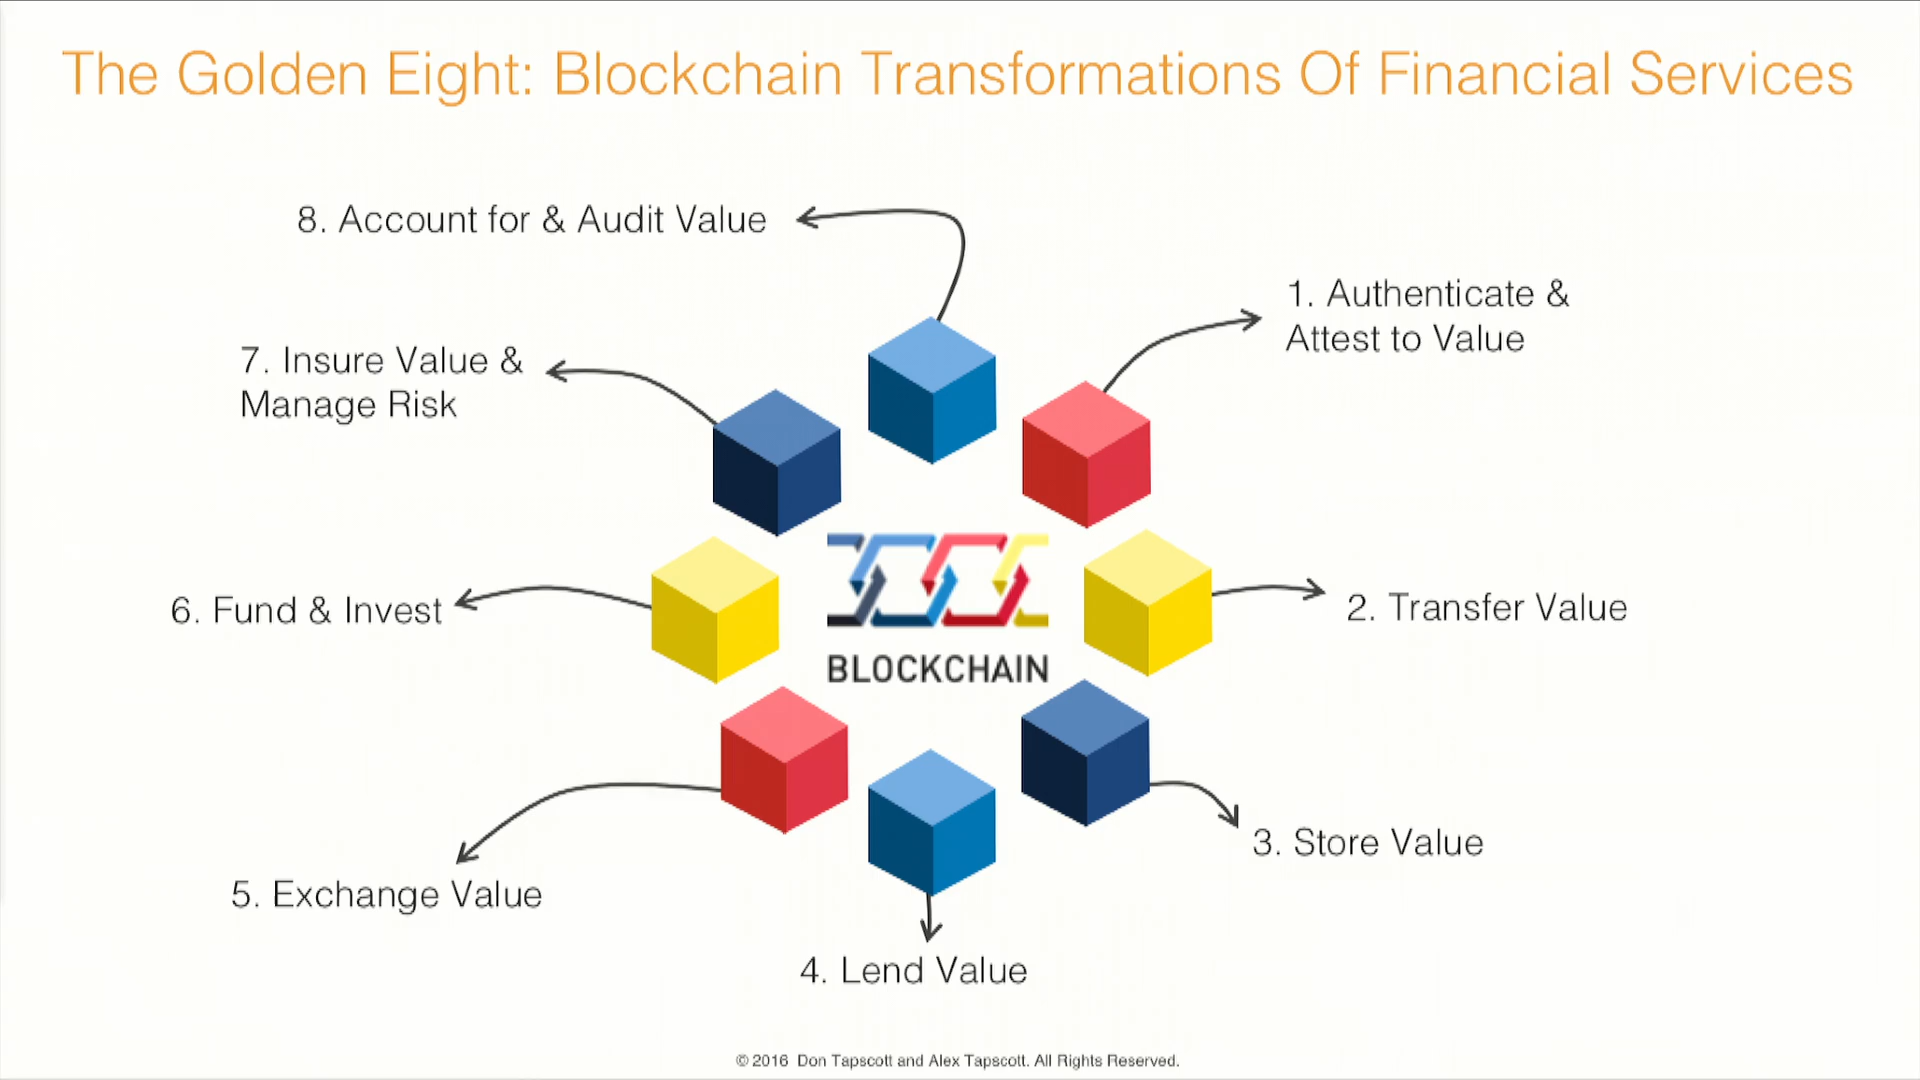 The Golden Eight: Blockchain Transformations Of Financial Services
8. Account for & Audit Value
1. Authenticate &
Attest to Value
7. Insure Value &
Manage Risk
6. Fund & Invest
2. Transfer Value
BLOCKCHAIN
3. Store Value
5. Exchange Value
4. Lend Value
© 2016 Don Tapscott and Alex Tapscott. All Rights Reserved.